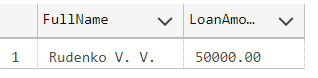 FullName LoanAmo...
1 Rudenko V. V. 50000.00